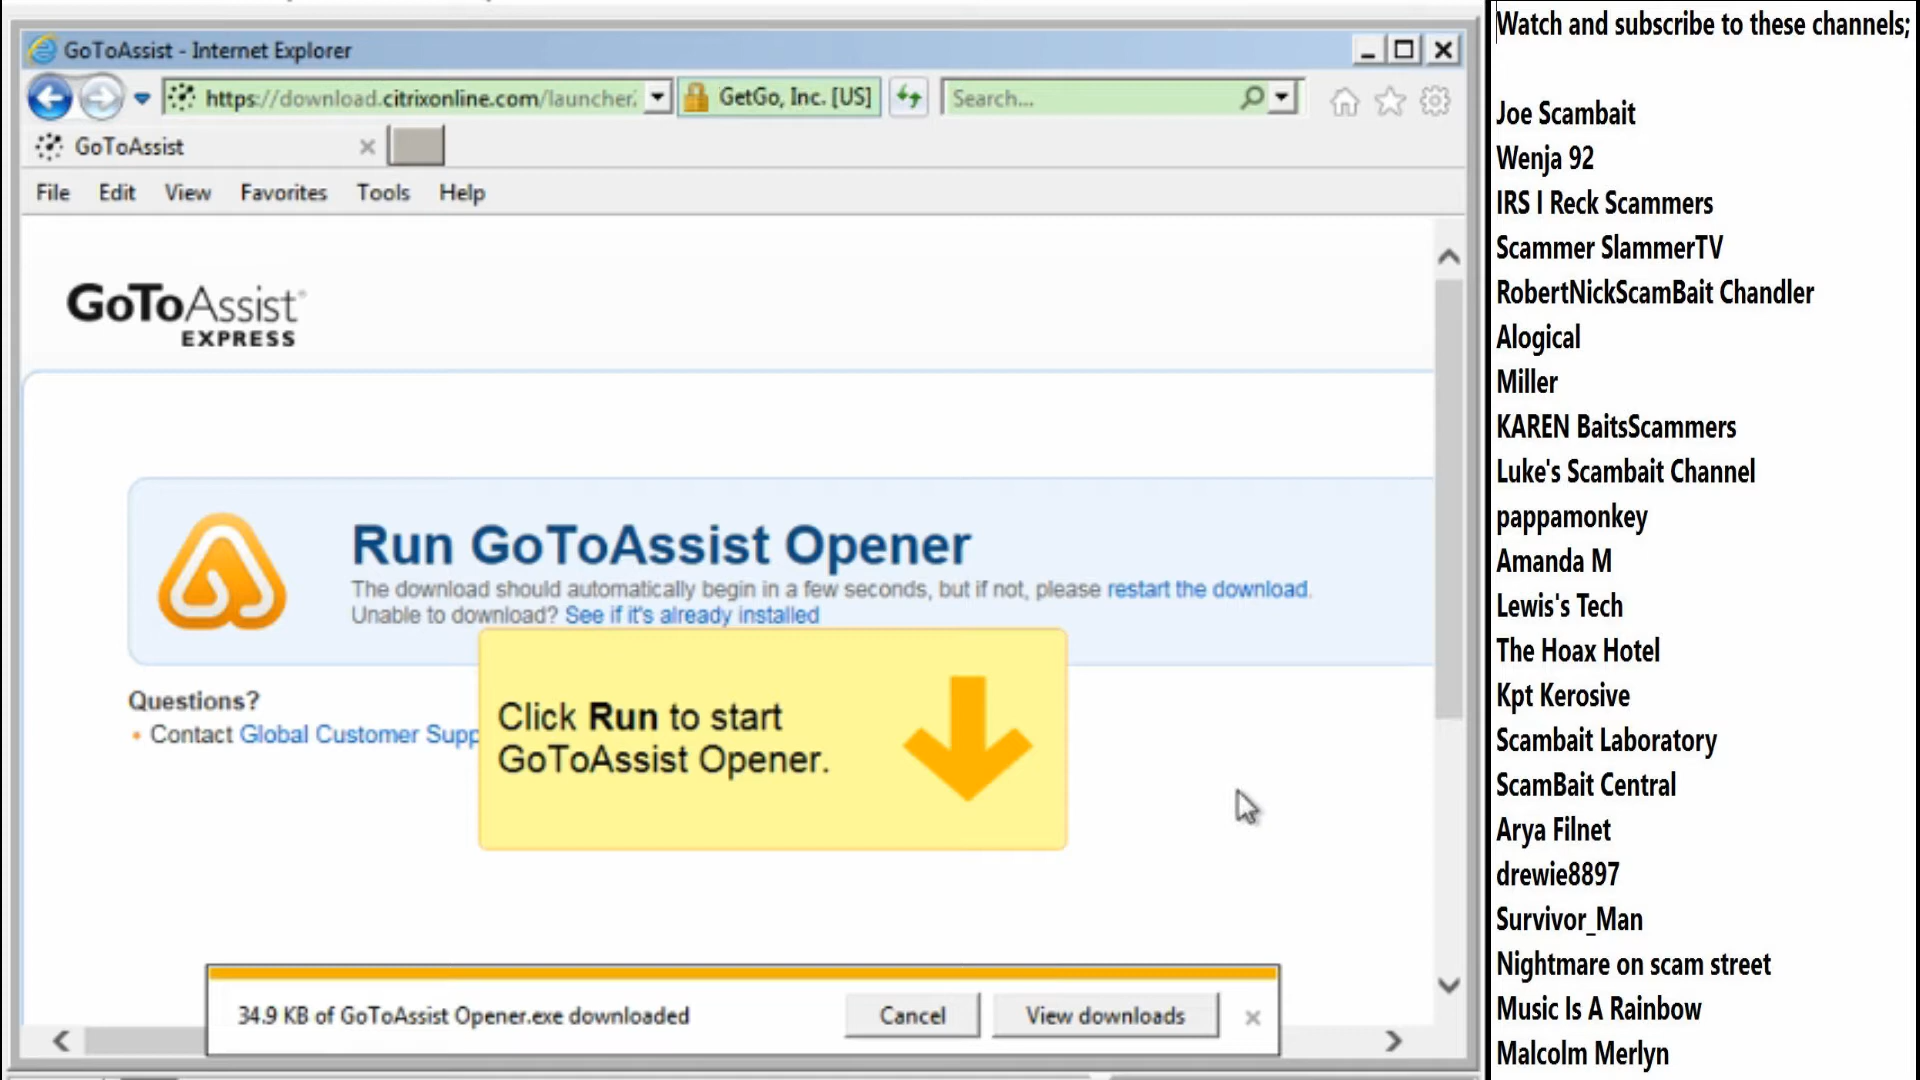 GoToAssist - Internet Explorer
https://download.citrixonline.com/launcher
GetGo, Inc. [US]
Search...
GoToAssist
File Edit View Favorites Tools Help
GoToAssist
EXPRESS
Run GoToAssist Opener
The download should automatically begin in a few seconds, but if not, please restart the download.
Unable to download? See if it's already installed
Questions?
• Contact Global Customer Supp
Click Run to start
GoToAssist Opener.
34.9 KB of GoToAssist Opener.exe downloaded
Cancel
View downloads
Watch and subscribe to these channels;
Joe Scambait
Wenja 92
IRS I Reck Scammers
Scammer SlammerTV
RobertNickScamBait Chandler
Alogical
Miller
KAREN BaitsScammers
Luke's Scambait Channel
pappamonkey
Amanda M
Lewis's Tech
The Hoax Hotel
Kpt Kerosive
Scambait Laboratory
ScamBait Central
Arya Filnet
drewie8897
Survivor_Man
Nightmare on scam street
Music Is A Rainbow
Malcolm Merlyn